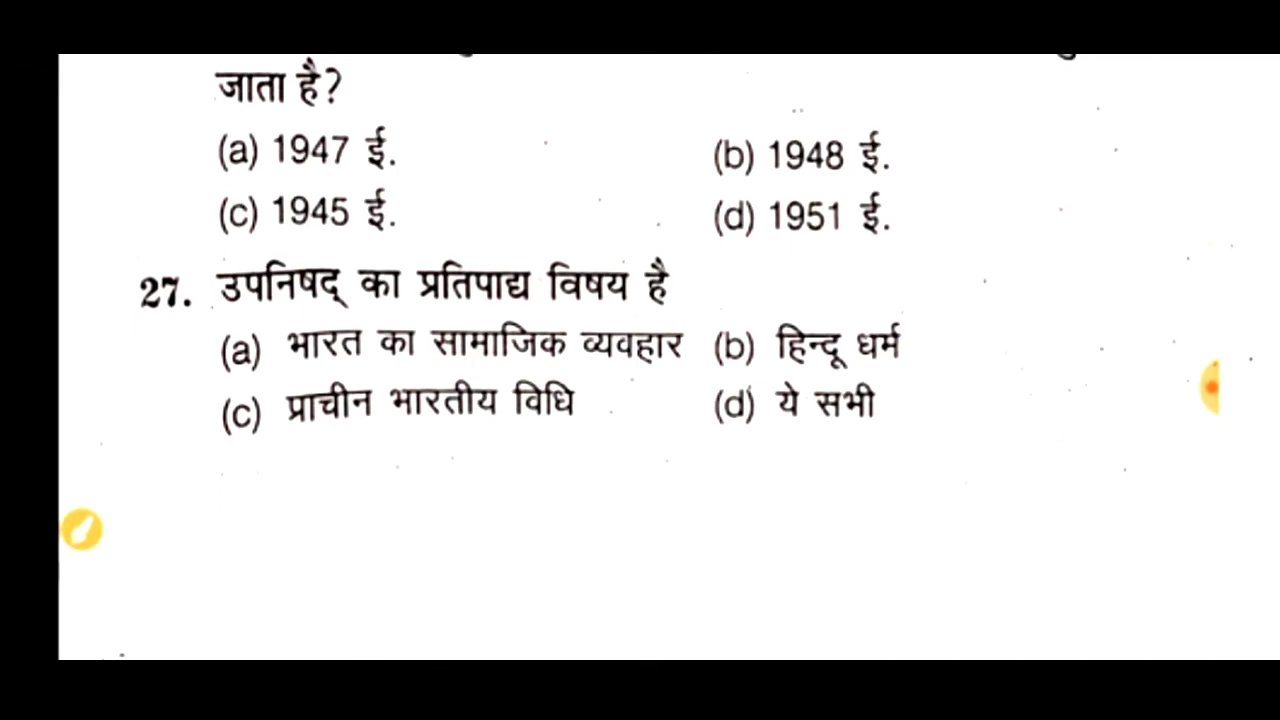 जाता है?
(a) 1947 ई. (b) 1948 ई.
(c) 1945 ई. (d) 1951 ई.
27. उपनिषद् का प्रतिपाद्य विषय है
(a) भारत का सामाजिक व्यवहार (b) हिन्दू धर्म
(c) प्राचीन भारतीय विधि (d) ये सभी